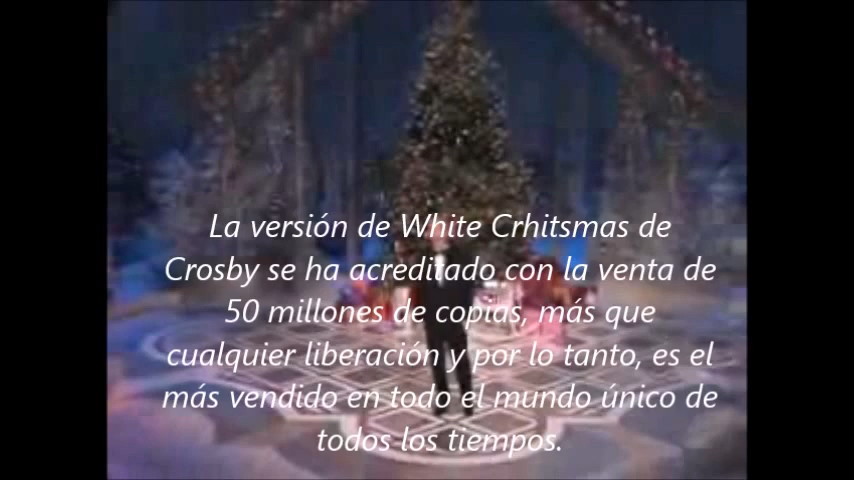 La versión de White Crhitsmas de
Crosby se ha acreditado con la venta de
50 millones de copias, más que
cualquier liberación y por lo tanto, es el
más vendido en todo el mundo único de
todos los tiempos.